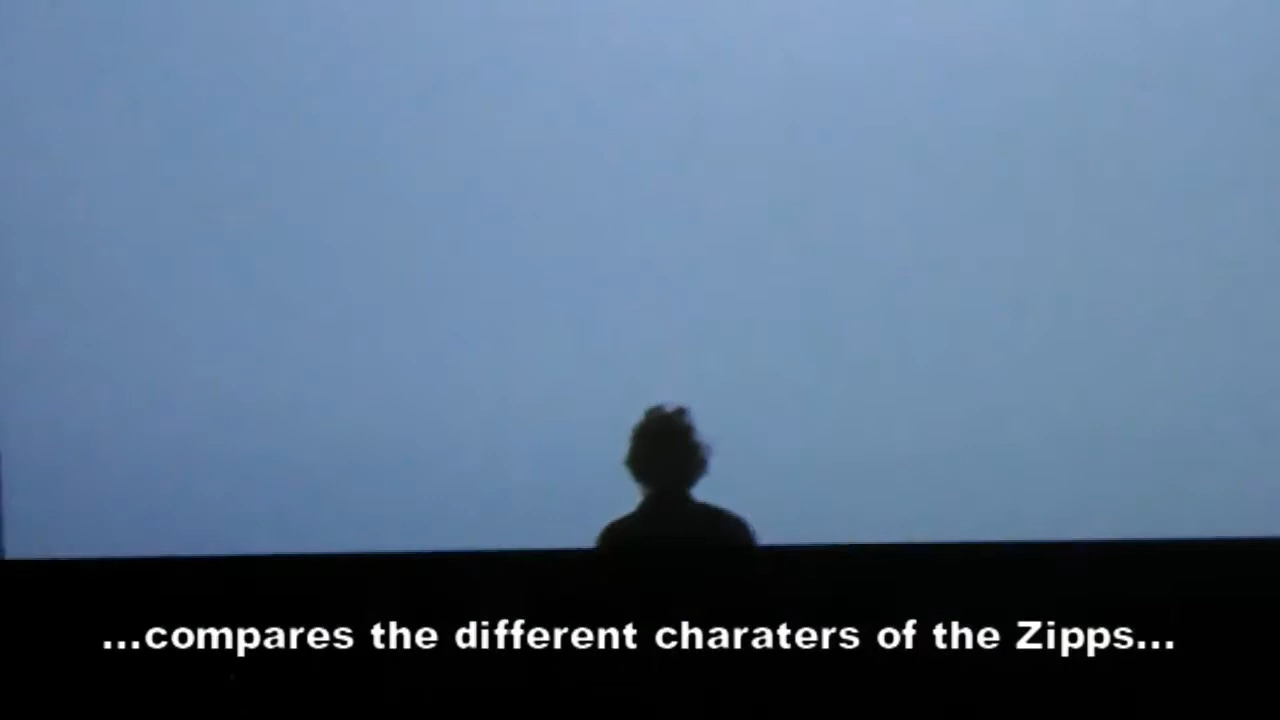 ...compares the different charaters of the Zipps...